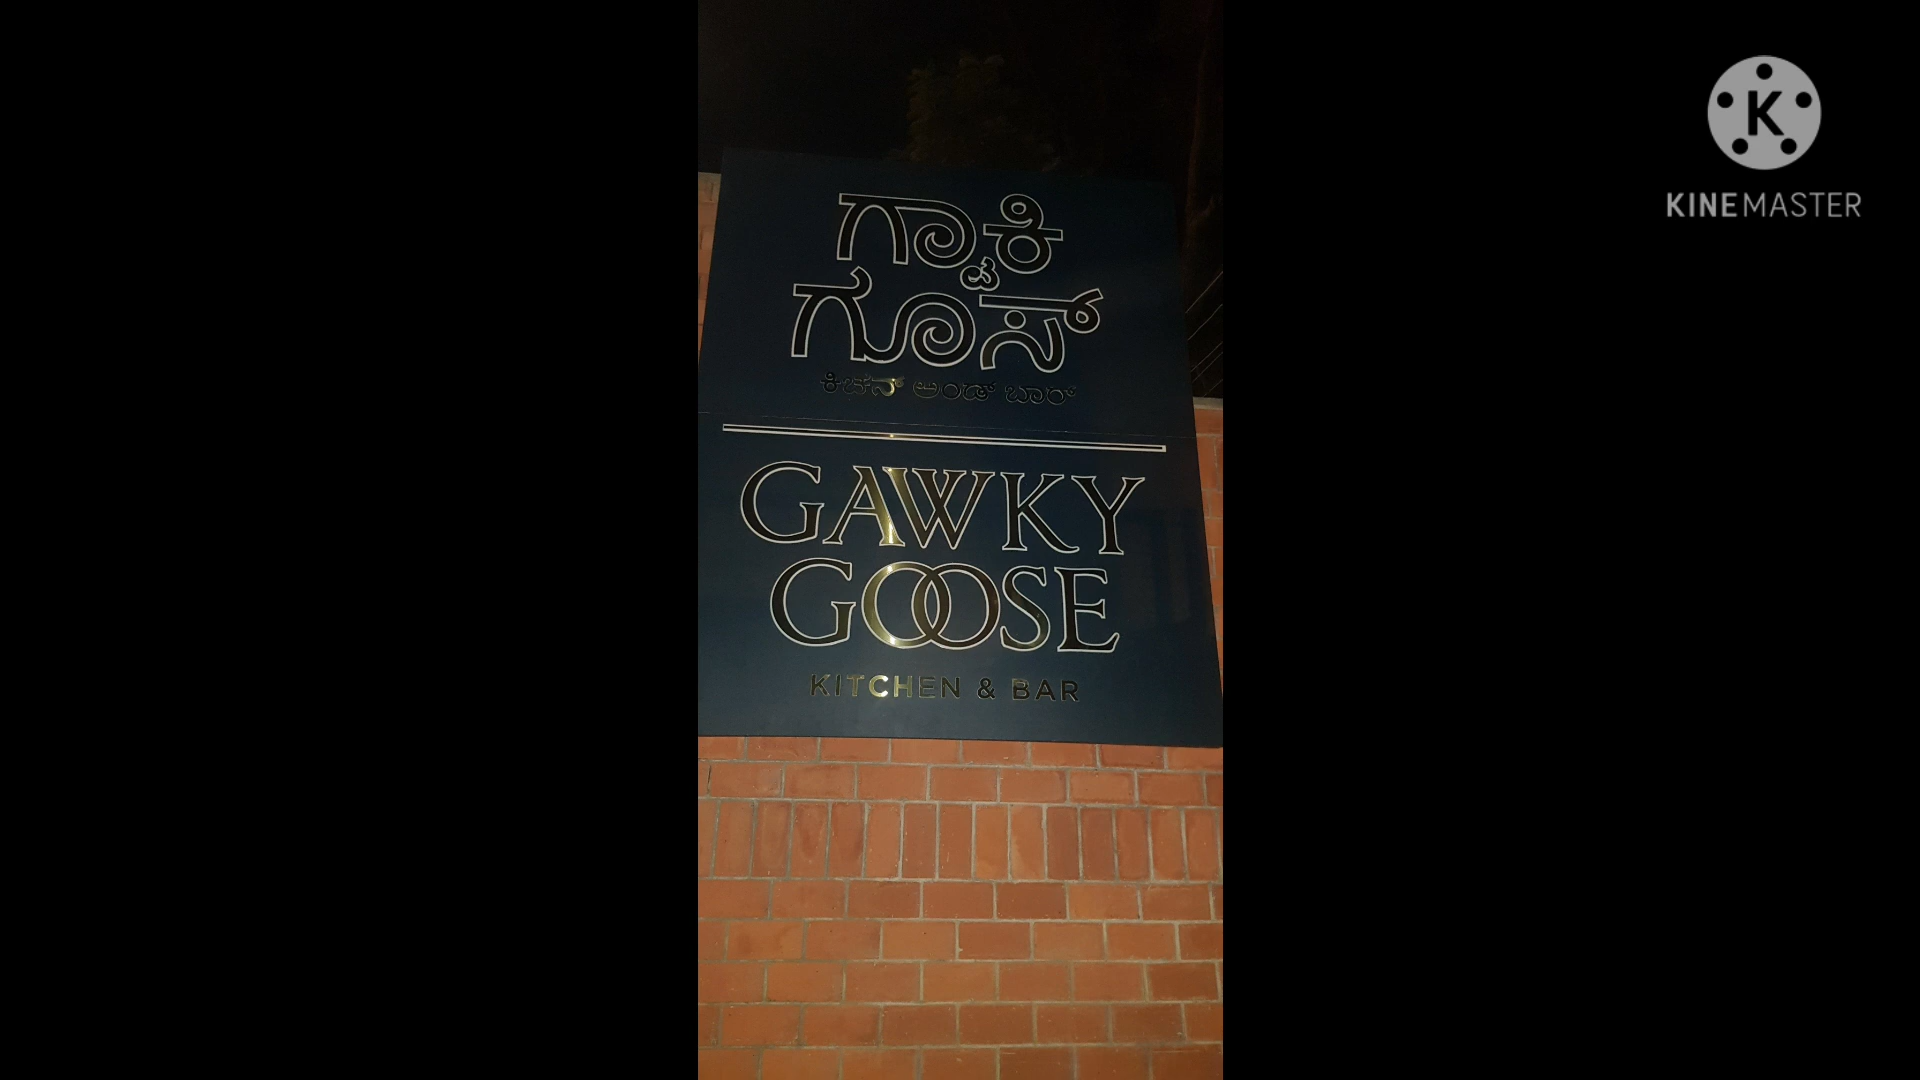 ಗ್ಯಾಕಿ
ಗೂಸ್
ಕಿಚನ್ ಅಂಡ್ ಬಾರ್
GAWKY
GOOSE
KITCHEN & BAR
K
KINEMASTER